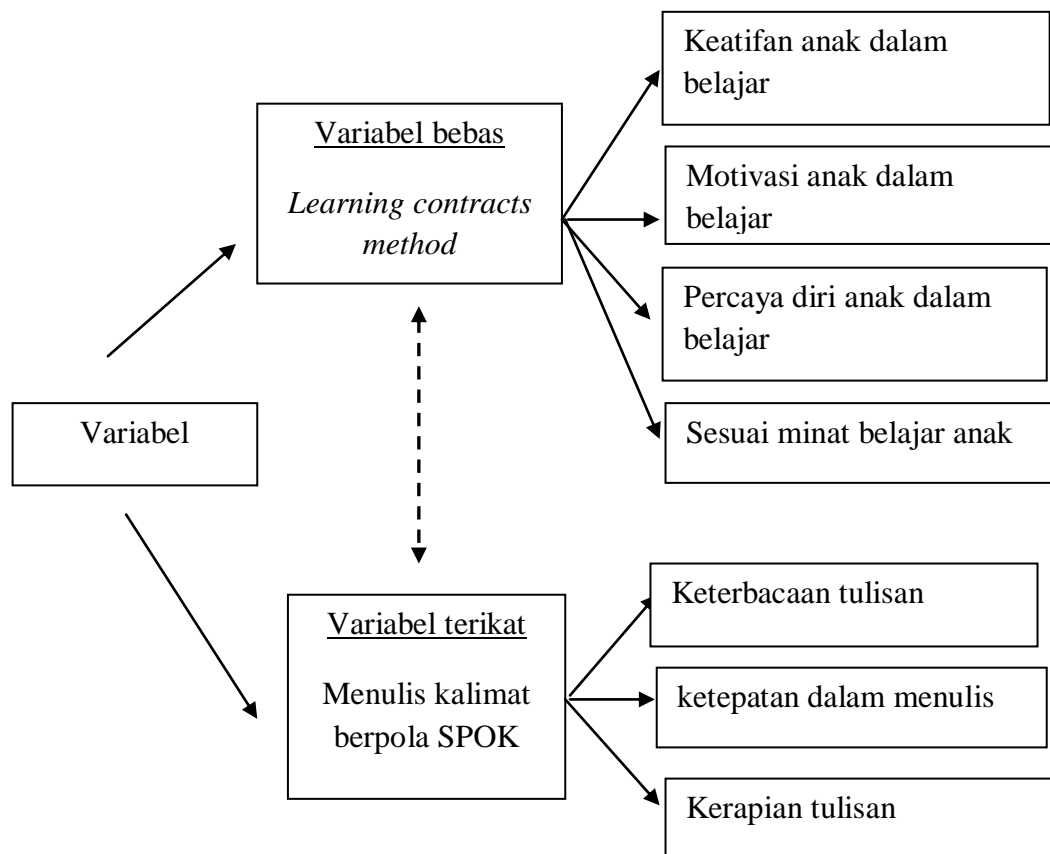 Keatifan anak dalam
belajar
Variabel bebas
Learning contracts
method
Motivasi anak dalam
belajar
Percaya diri anak dalam
belajar
Variabel
Sesuai minat belajar anak
Variabel terikat
Menulis kalimat
berpola SPOK
Keterbacaan tulisan
ketepatan dalam menulis
Kerapian tulisan